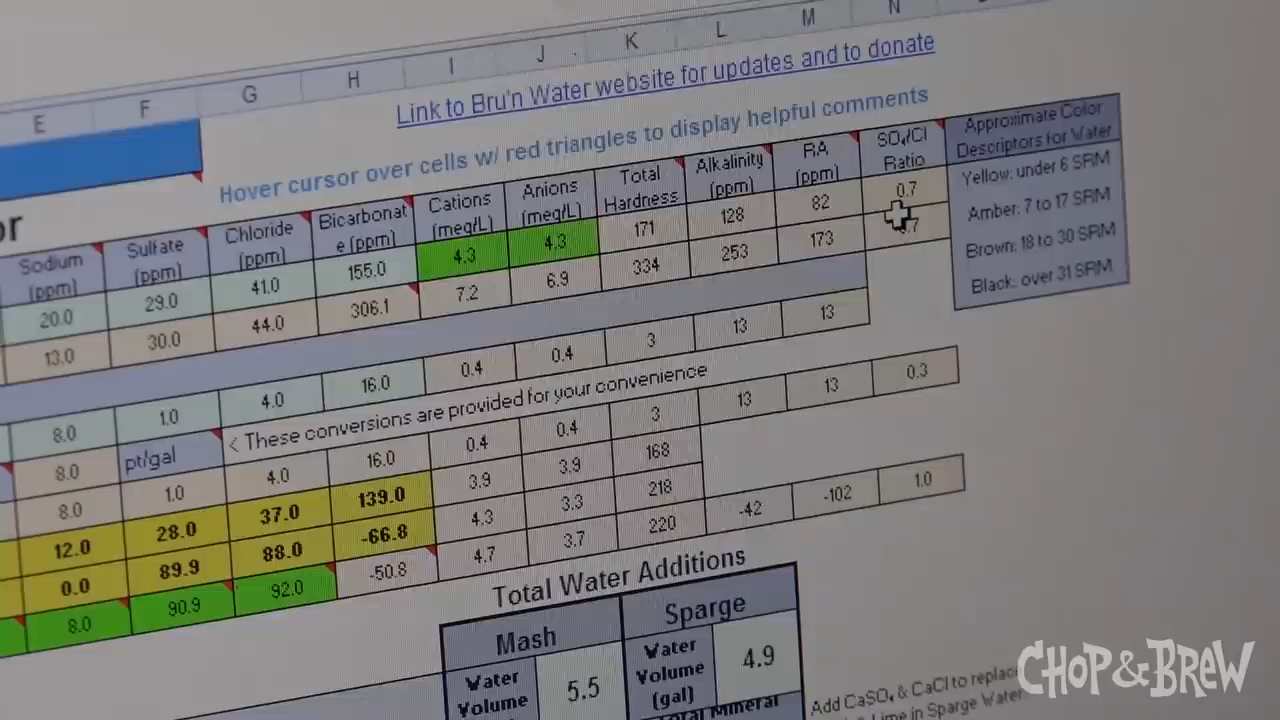 E F G H I J K L M N
Link to Bru'n Water website for updates and to donate
Hover cursor over cells w/ red triangles to display helpful comments
Sodium (ppm) Sulfate (ppm) Chloride (ppm) Bicarbonat e (ppm) Cations (meq/L) Anions (meq/L) Total Hardness Alkalinity (ppm) RA (ppm) SO₄/Cl Ratio
Approximate Color
Descriptors for Water
Yellow: under 6 SRM
Amber: 7 to 17 SRM
Brown: 18 to 30 SRM
Black: over 31 SRM
20.0 29.0 41.0 155.0 4.3 4.3 171 128 82 0.7
13.0 30.0 44.0 306.1 7.2 6.9 334 253 173
8.0 1.0 4.0 16.0 0.4 0.4 3 13 13
8.0 pt/gal < These conversions are provided for your convenience
8.0 1.0 4.0 16.0 0.4 0.4 3 13 13 0.3
12.0 28.0 37.0 139.0 3.9 3.9 168
0.0 89.9 88.0 -66.8 4.3 3.3 218
8.0 90.9 92.0 -50.8 4.7 3.7 220 -42 -102 1.0
Total Water Additions
Mash Sparge
Water Volume 5.5
Water Volume (gal) 4.9
Add CaSO₄ & CaCl to replace
Lime in Sparge Water
CHOP & BREW